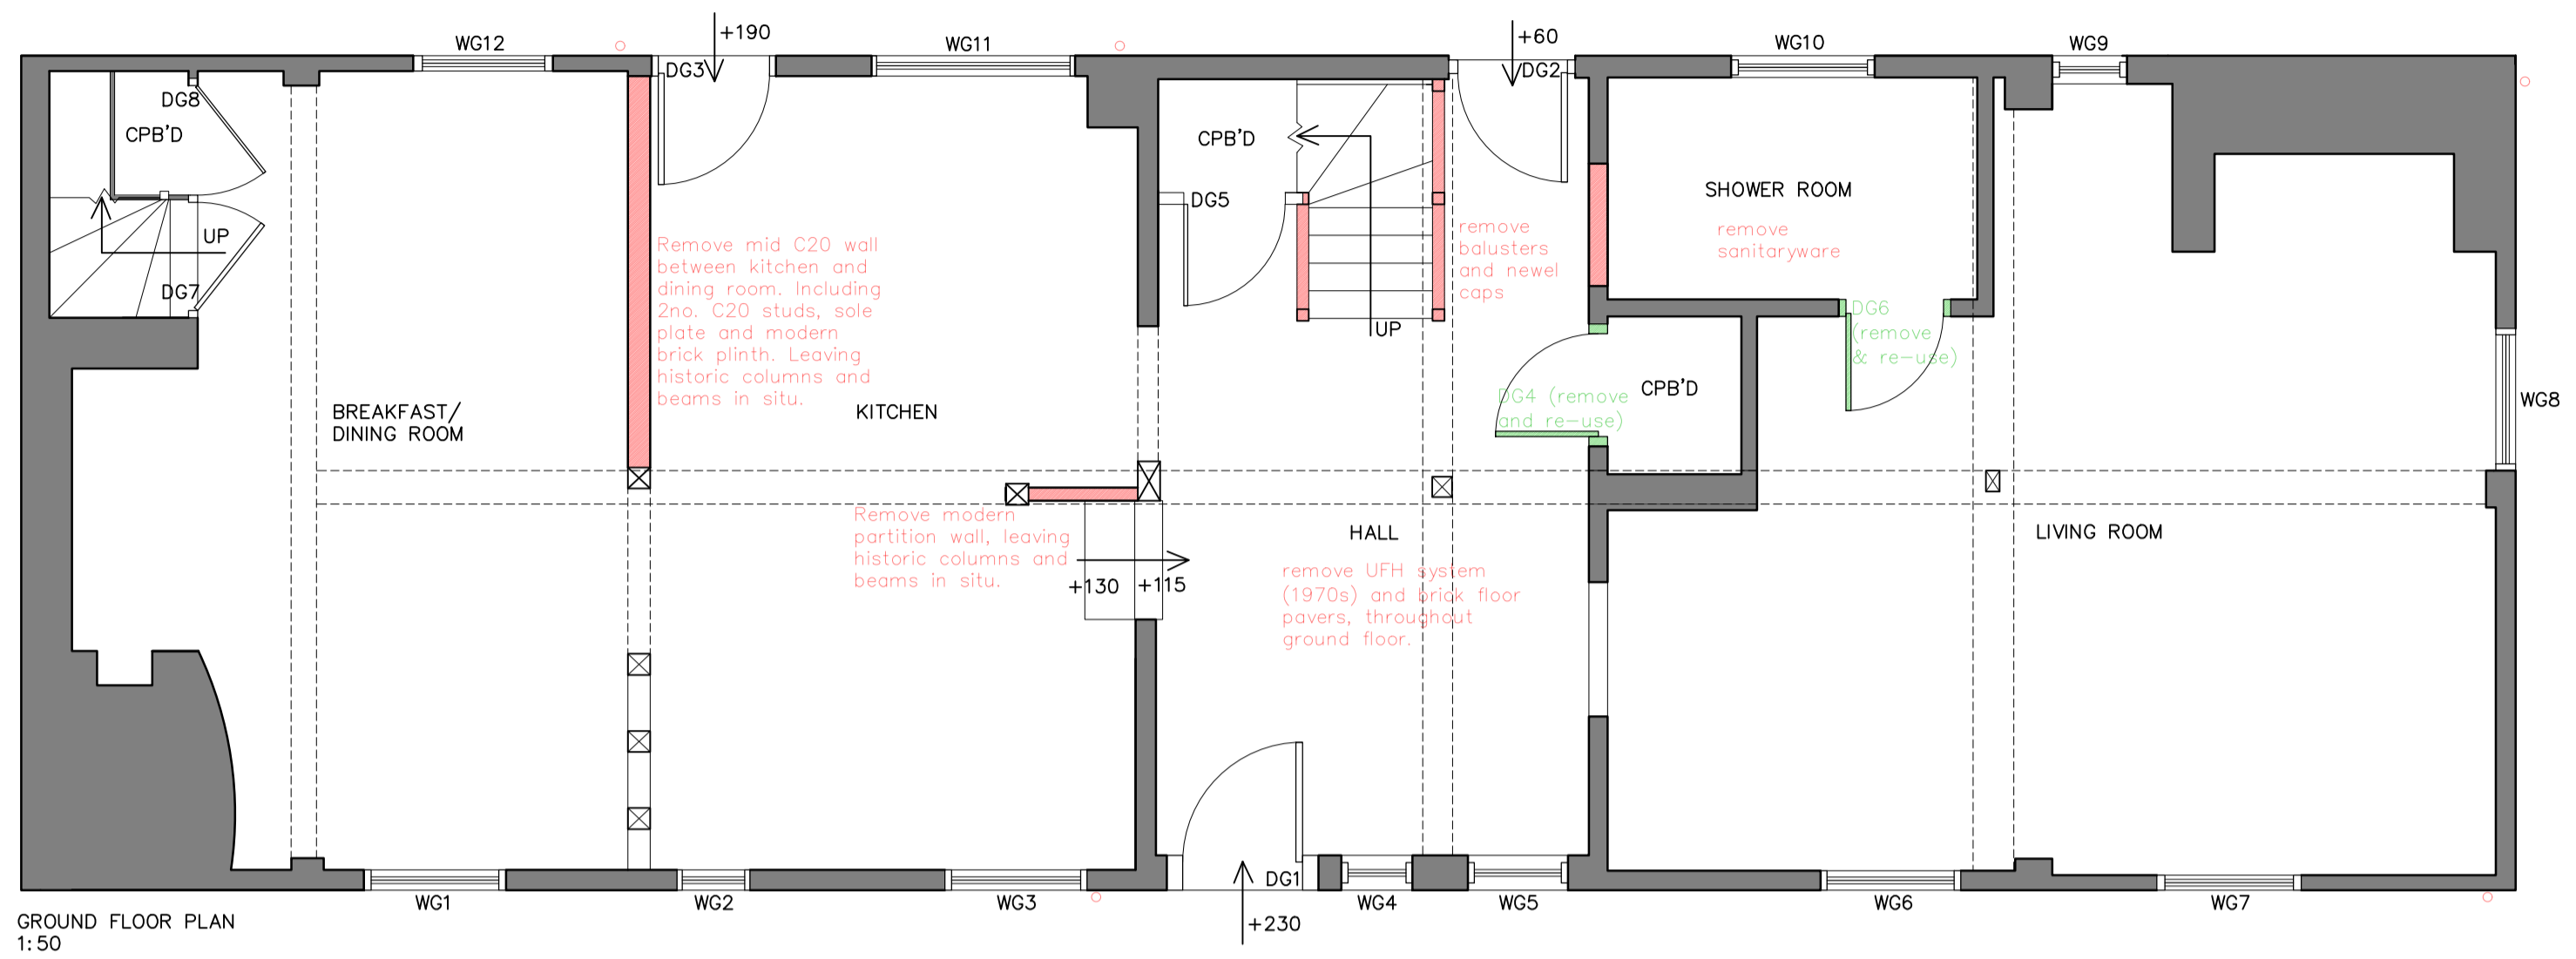 WG12
+190
WG11
+60
WG10
WG9
DG3
DG2
DG8
CPB'D
CPB'D
DG5
SHOWER ROOM
remove
sanitaryware
UP
DG7
Remove mid C20 wall
between kitchen and
dining room. Including
2no. C20 studs, sole
plate and modern
brick plinth. Leaving
historic columns and
beams in situ.
remove
balusters
and newel
caps
UP
DG6
(remove
& re-use)
DG4 (remove
and re-use)
CPB'D
WG8
BREAKFAST/
DINING ROOM
KITCHEN
Remove modern
partition wall, leaving
historic columns and
beams in situ.
HALL
LIVING ROOM
+130
+115
remove UFH system
(1970s) and brick floor
pavers, throughout
ground floor.
DG1
WG1
WG2
WG3
WG4
WG5
WG6
WG7
+230
GROUND FLOOR PLAN
1:50